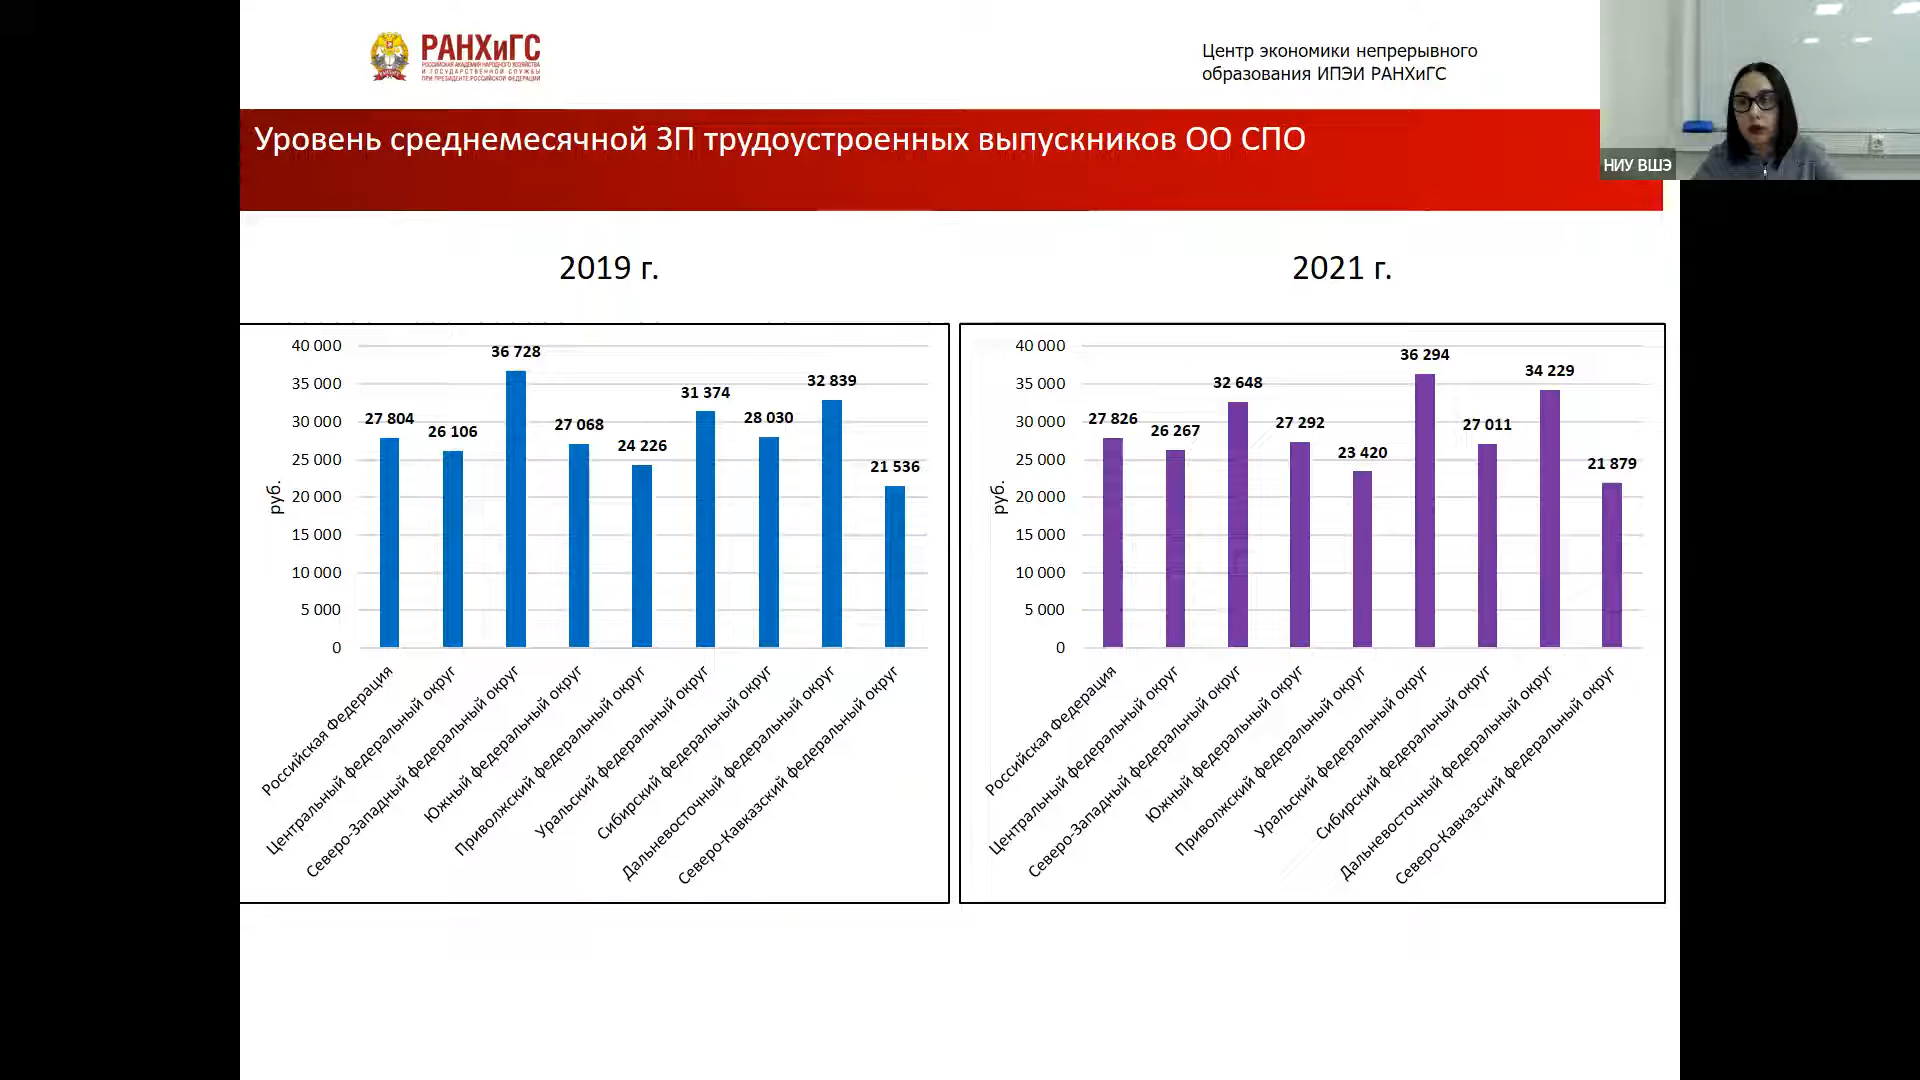 РАНХиГС
РОССИЙСКАЯ АКАДЕМИЯ НАРОДНОГО ХОЗЯЙСТВА
И ГОСУДАРСТВЕННОЙ СЛУЖБЫ
ПРИ ПРЕЗИДЕНТЕ РОССИЙСКОЙ ФЕДЕРАЦИИ
Центр экономики непрерывного
образования ИПЭИ РАНХиГС
НИУ ВШЭ
Уровень среднемесячной ЗП трудоустроенных выпускников ОО СПО
2019 г.
руб.
40 000
35 000
30 000
25 000
20 000
15 000
10 000
5 000
0
27 804
26 106
36 728
27 068
24 226
31 374
28 030
32 839
21 536
Российская Федерация
Центральный федеральный округ
Северо-Западный федеральный округ
Южный федеральный округ
Приволжский федеральный округ
Уральский федеральный округ
Сибирский федеральный округ
Дальневосточный федеральный округ
Северо-Кавказский федеральный округ
2021 г.
руб.
40 000
35 000
30 000
25 000
20 000
15 000
10 000
5 000
0
27 826
26 267
32 648
27 292
23 420
36 294
27 011
34 229
21 879
Российская Федерация
Центральный федеральный округ
Северо-Западный федеральный округ
Южный федеральный округ
Приволжский федеральный округ
Уральский федеральный округ
Сибирский федеральный округ
Дальневосточный федеральный округ
Северо-Кавказский федеральный округ